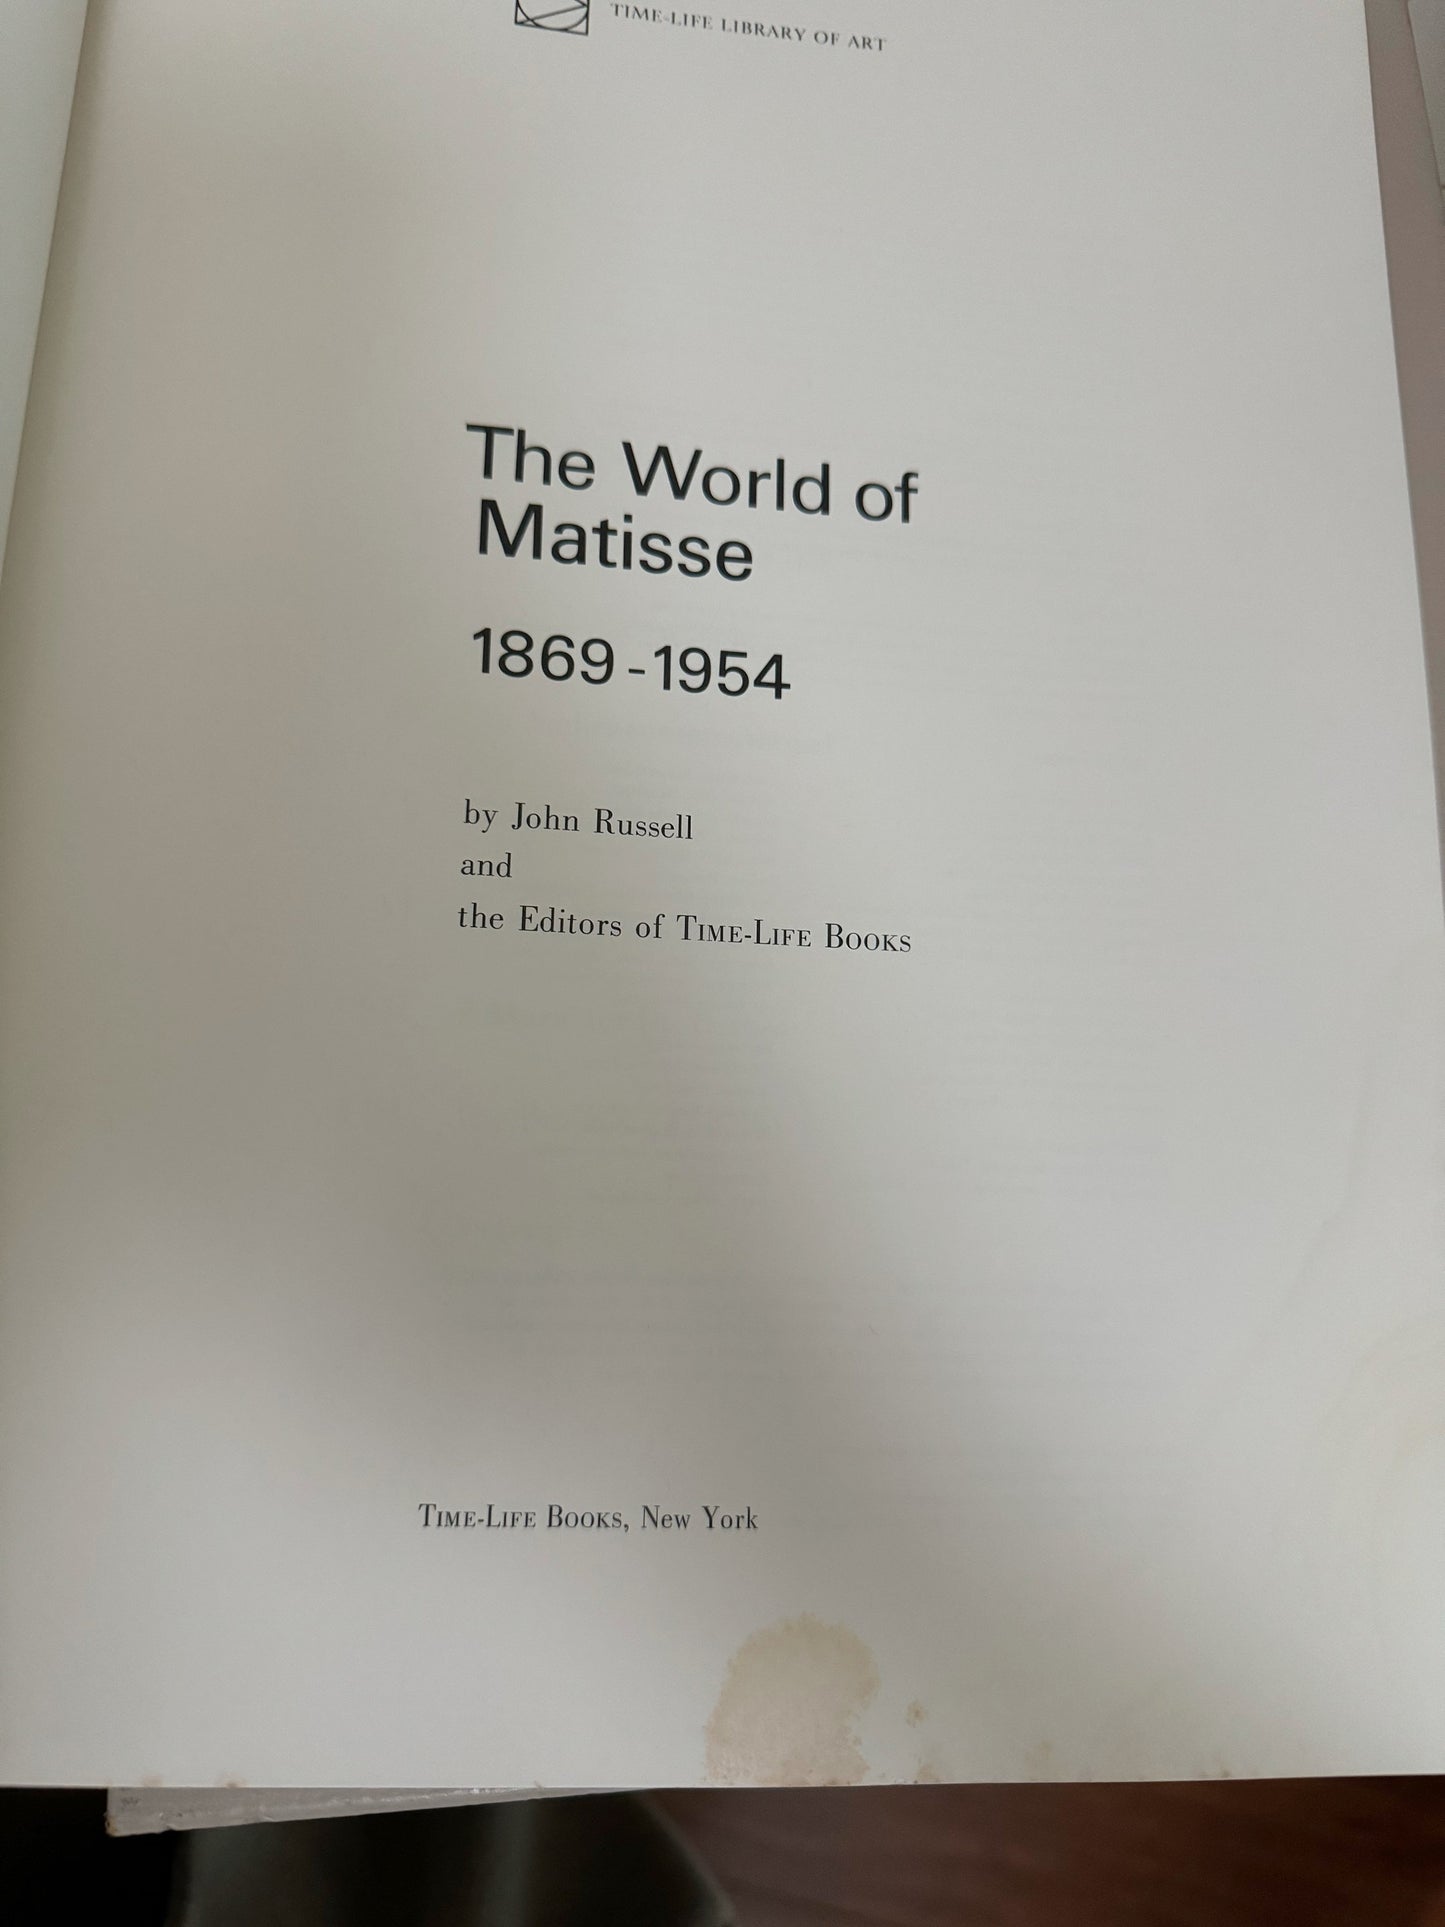 TIME-LIFE LIBRARY OF ART
The World of
Matisse
1869-1954
by John Russell
and
the Editors of TIME-LIFE BOOKS
TIME-LIFE BOOKS, New York